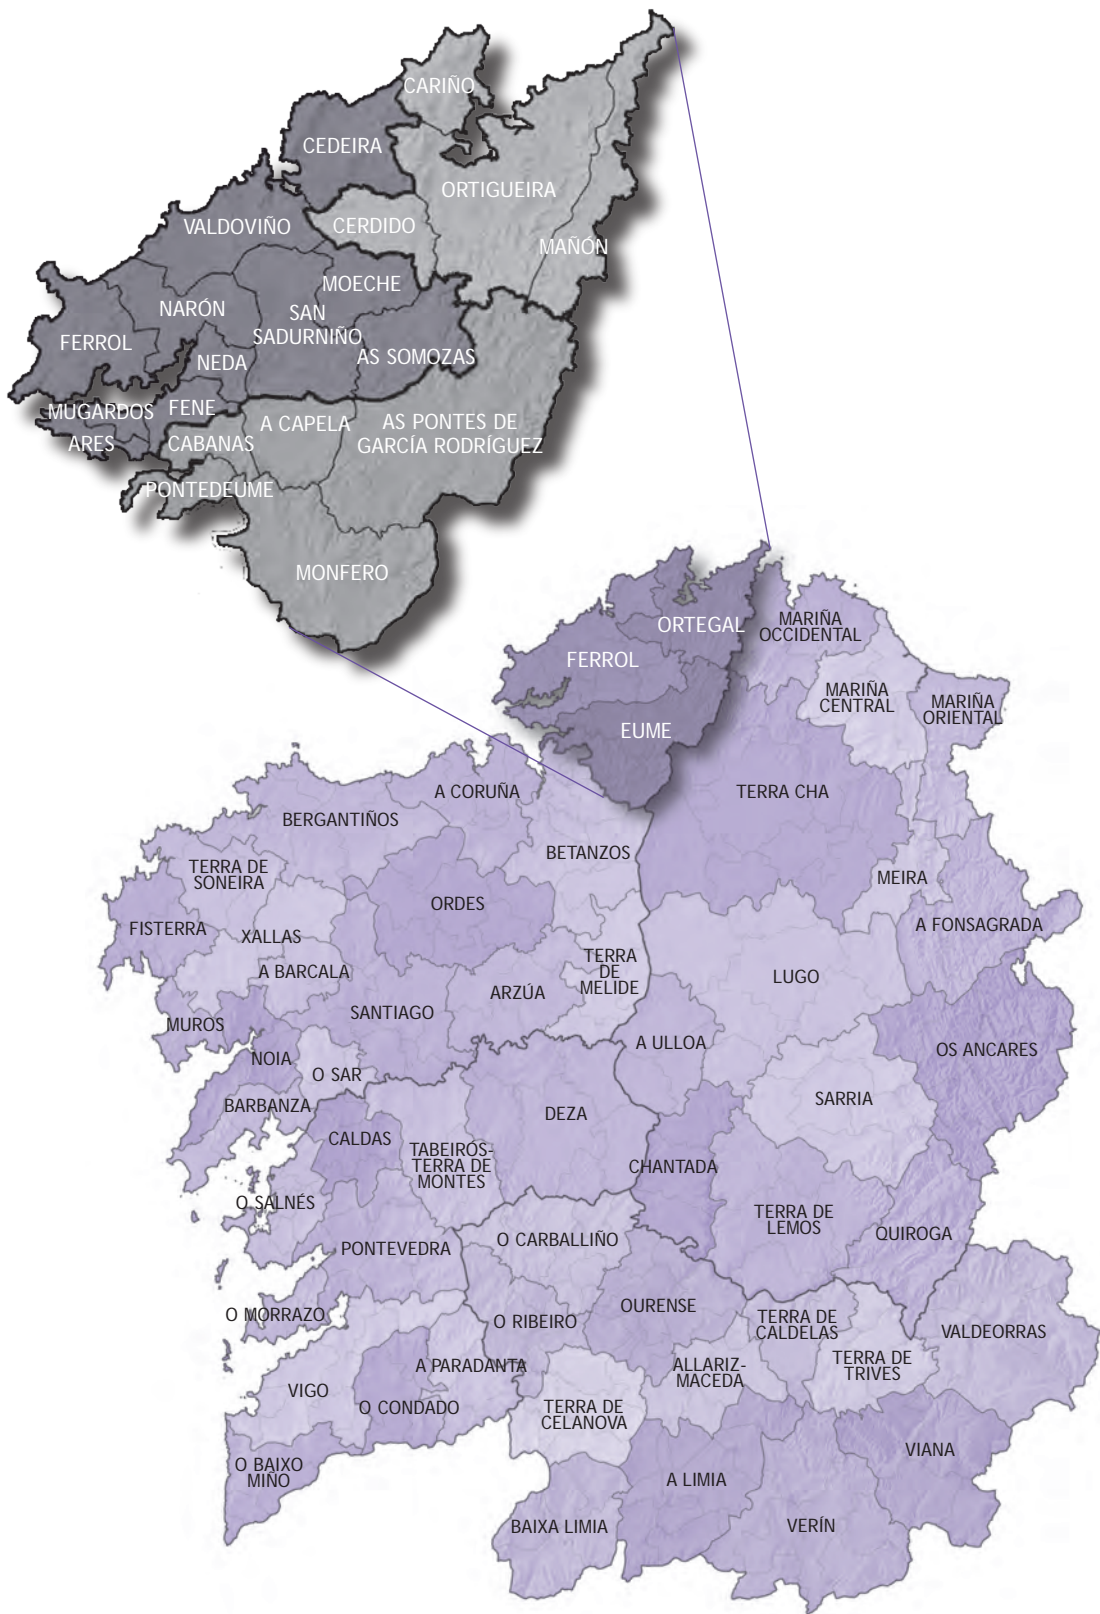 CARIÑO
CEDEIRA
ORTIGUEIRA
CERDIDO
VALDOVIÑO
MAÑÓN
MOECHE
NARÓN
SAN
SADURNIÑO
FERROL
NEDA
AS SOMOZAS
MUGARDOS
FENE
A CAPELA
AS PONTES DE
GARCÍA RODRÍGUEZ
ARES
CABANAS
PONTEDEUME
MONFERO
ORTEGAL
MARIÑA
OCCIDENTAL
FERROL
MARIÑA
CENTRAL
MARIÑA
ORIENTAL
EUME
A CORUÑA
TERRA CHA
BERGANTIÑOS
BETANZOS
TERRA DE
SONEIRA
MEIRA
ORDES
FISTERRA
XALLAS
A FONSAGRADA
TERRA
DE
MELIDE
A BARCALA
LUGO
ARZÚA
SANTIAGO
MUROS
A ULLOA
OS ANCARES
NOIA
O SAR
SARRIA
BARBANZA
DEZA
CALDAS
TABEIRÓS-
TERRA DE
MONTES
CHANTADA
O SALNÉS
TERRA DE
LEMOS
QUIROGA
O CARBALLIÑO
PONTEVEDRA
OURENSE
O MORRAZO
O RIBEIRO
TERRA DE
CALDELAS
VALDEORRAS
A PARADANTA
ALLARIZ-
MACEDA
TERRA DE
TRIVES
VIGO
O CONDADO
TERRA DE
CELANOVA
VIANA
O BAIXO
MIÑO
A LIMIA
BAIXA LIMIA
VERÍN